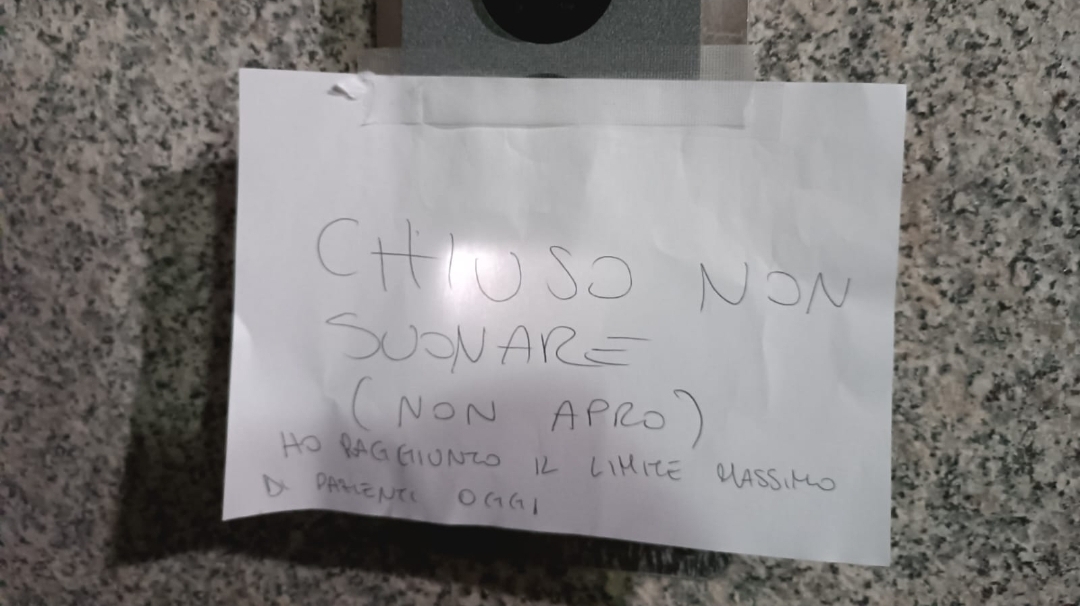 CHIUSO NON
SUONARE
(NON APRO)
HO RAGGIUNTO IL LIMITE MASSIMO
DI PAZIENTI OGGI